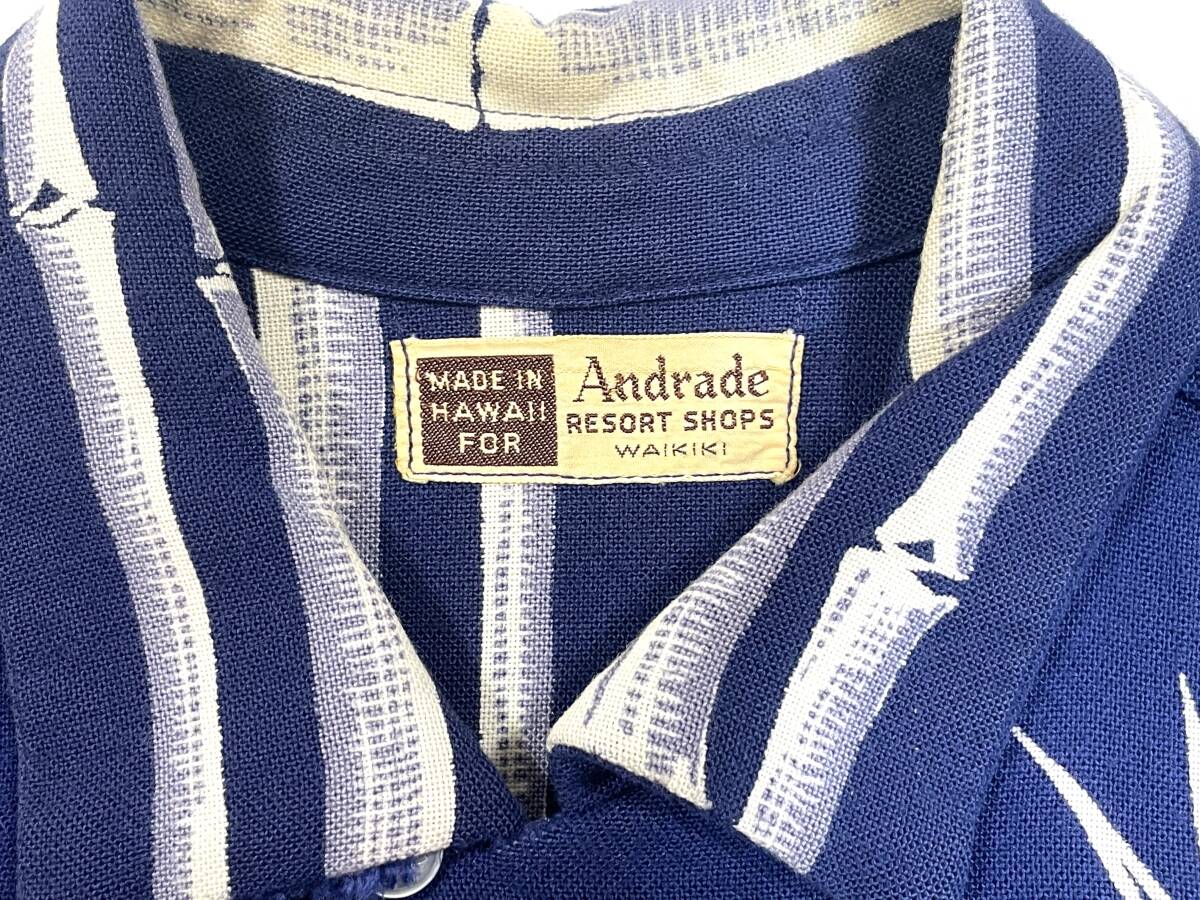 MADE IN
HAWAII
FOR
Andrade
RESORT SHOPS
WAIKIKI